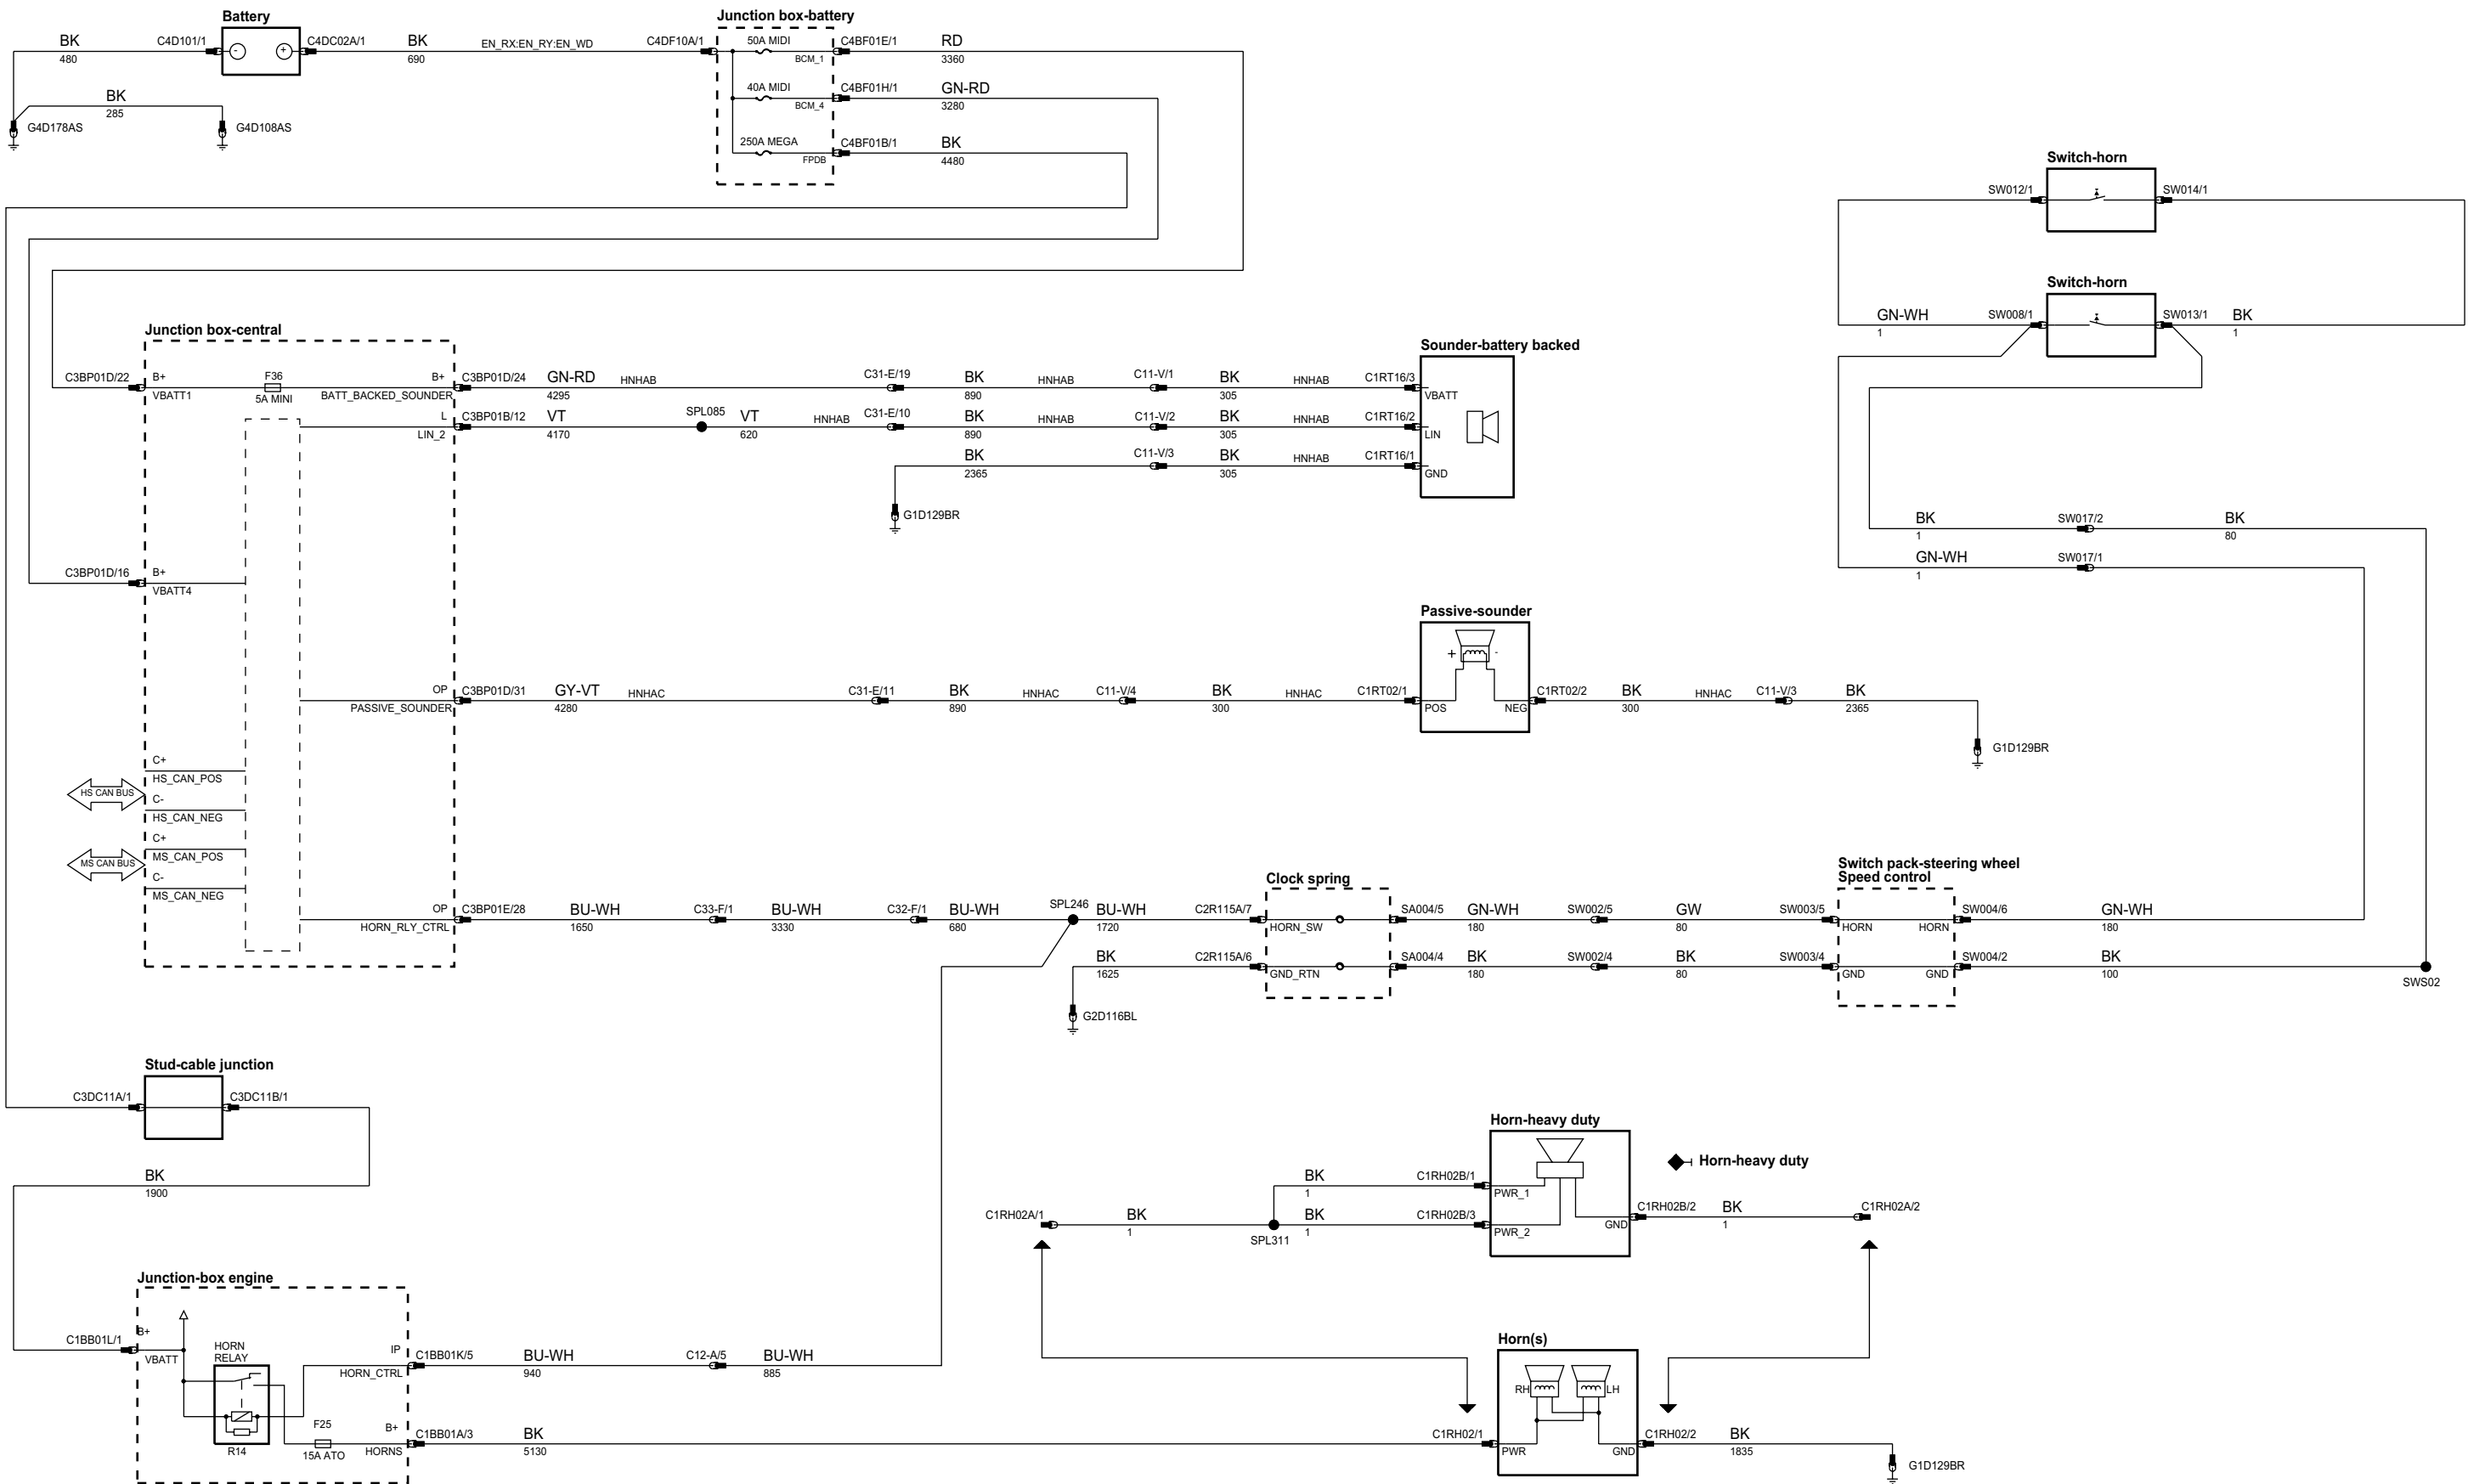 Battery
Junction box-battery
BK
480
C4D101/1
-
+
C4DC02A/1
BK
690
EN_RX:EN_RY:EN_WD
C4DF10A/1
50A MIDI
BCM_1
C4BF01E/1
RD
3360
40A MIDI
BCM_4
C4BF01H/1
GN-RD
3280
BK
285
G4D178AS
G4D108AS
250A MEGA
FPDB
C4BF01B/1
BK
4480
Switch-horn
SW012/1
SW014/1
Switch-horn
GN-WH
1
SW008/1
SW013/1
BK
1
Junction box-central
Sounder-battery backed
C3BP01D/22
B+
VBATT1
F36
5A MINI
B+
BATT_BACKED_SOUNDER
C3BP01D/24
GN-RD
4295
HNHAB
C31-E/19
BK
890
HNHAB
C11-V/1
BK
305
HNHAB
C1RT16/3
VBATT
L
LIN_2
C3BP01B/12
VT
4170
SPL085
VT
620
HNHAB
C31-E/10
BK
890
HNHAB
C11-V/2
BK
305
HNHAB
C1RT16/2
LIN
BK
2365
C11-V/3
BK
305
HNHAB
C1RT16/1
GND
G1D129BR
BK
1
SW017/2
BK
80
GN-WH
1
SW017/1
C3BP01D/16
B+
VBATT4
Passive-sounder
+
-
OP
PASSIVE_SOUNDER
C3BP01D/31
GY-VT
4280
HNHAC
C31-E/11
BK
890
HNHAC
C11-V/4
BK
300
HNHAC
C1RT02/1
POS
NEG
C1RT02/2
BK
300
HNHAC
C11-V/3
BK
2365
G1D129BR
C+
HS_CAN_POS
HS CAN BUS
C-
HS_CAN_NEG
C+
MS_CAN_POS
MS CAN BUS
C-
MS_CAN_NEG
Clock spring
Switch pack-steering wheel
Speed control
OP
HORN_RLY_CTRL
C3BP01E/28
BU-WH
1650
C33-F/1
BU-WH
3330
C32-F/1
BU-WH
680
SPL246
BU-WH
1720
C2R115A/7
HORN_SW
SA004/5
GN-WH
180
SW002/5
GW
80
SW003/5
HORN
HORN
SW004/6
GN-WH
180
BK
1625
C2R115A/6
GND_RTN
SA004/4
BK
180
SW002/4
BK
80
SW003/4
GND
GND
SW004/2
BK
100
SWS02
G2D116BL
Stud-cable junction
C3DC11A/1
C3DC11B/1
BK
1900
Horn-heavy duty
Horn-heavy duty
BK
1
C1RH02B/1
PWR_1
C1RH02A/1
BK
1
SPL311
BK
1
C1RH02B/3
PWR_2
GND
C1RH02B/2
BK
1
C1RH02A/2
Junction-box engine
C1BB01L/1
B+
VBATT
HORN
RELAY
R14
IP
HORN_CTRL
C1BB01K/5
BU-WH
940
C12-A/5
BU-WH
885
F25
15A ATO
B+
HORNS
C1BB01A/3
BK
5130
Horn(s)
RH
LH
C1RH02/1
PWR
GND
C1RH02/2
BK
1835
G1D129BR